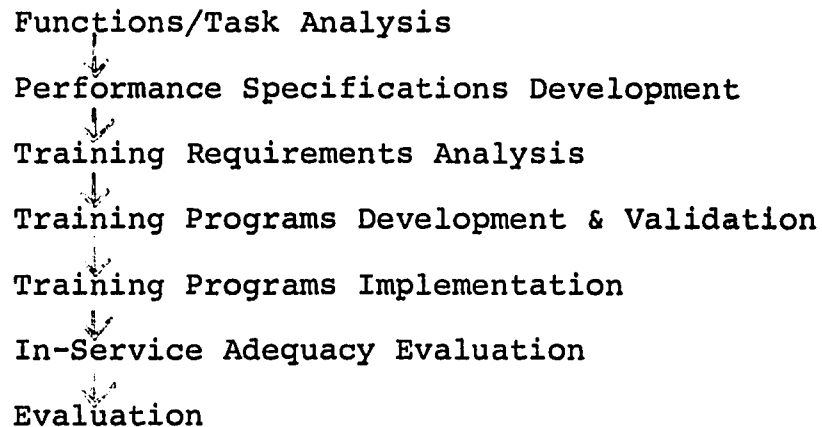 Functions/Task Analysis
Performance Specifications Development
Training Requirements Analysis
Training Programs Development & Validation
Training Programs Implementation
In-Service Adequacy Evaluation
Evaluation